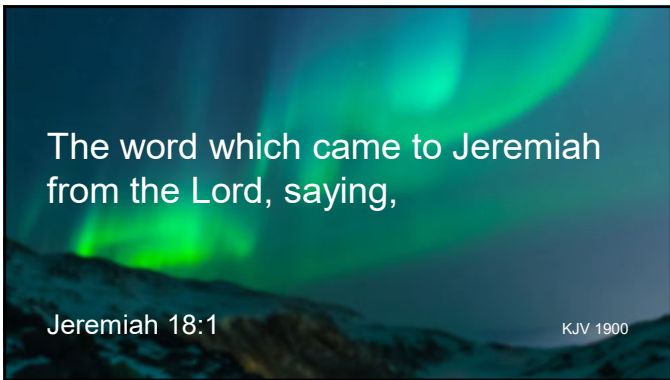 The word which came to Jeremiah
from the Lord, saying,
Jeremiah 18:1
KJV 1900